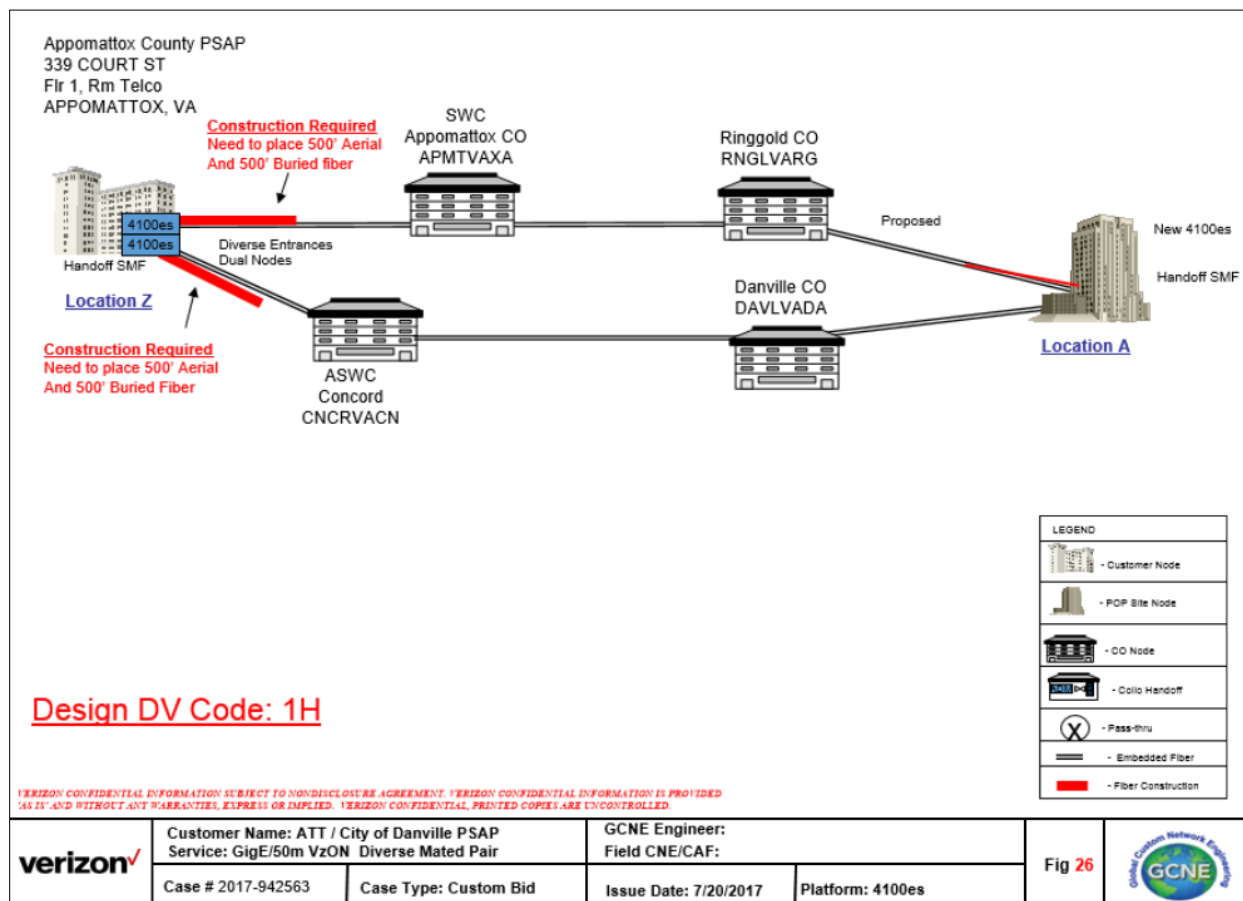 Appomattox County PSAP
339 COURT ST
Flr 1, Rm Telco
APPOMATTOX, VA
Construction Required
Need to place 500' Aerial
And 500' Buried fiber
SWC
Appomattox CO
APMTVAXA
Ringgold CO
RNGLVARG
Proposed
New 4100es
Handoff SMF
Location A
4100es
4100es
Diverse Entrances
Dual Nodes
Handoff SMF
Location Z
Construction Required
Need to place 500' Aerial
And 500' Buried Fiber
ASWC
Concord
CNCRVACN
Danville CO
DAVLVADA
LEGEND
- Customer Node
- POP Site Node
- CO Node
- Collo Handoff
X
- Pass-thru
- Embedded Fiber
- Fiber Construction
Design DV Code: 1H
VERIZON CONFIDENTIAL INFORMATION SUBJECT TO NONDISCLOSURE AGREEMENT. VERIZON CONFIDENTIAL INFORMATION IS PROVIDED
'AS IS' AND WITHOUT ANY WARRANTIES, EXPRESS OR IMPLIED. VERIZON CONFIDENTIAL, PRINTED COPIES ARE UNCONTROLLED.
verizon✓
Customer Name: ATT / City of Danville PSAP
Service: GigE/50m VzON Diverse Mated Pair
GCNE Engineer:
Field CNE/CAF:
Case # 2017-942563
Case Type: Custom Bid
Issue Date: 7/20/2017
Platform: 4100es
Fig 26
Global Custom Network Engineering
GCNE